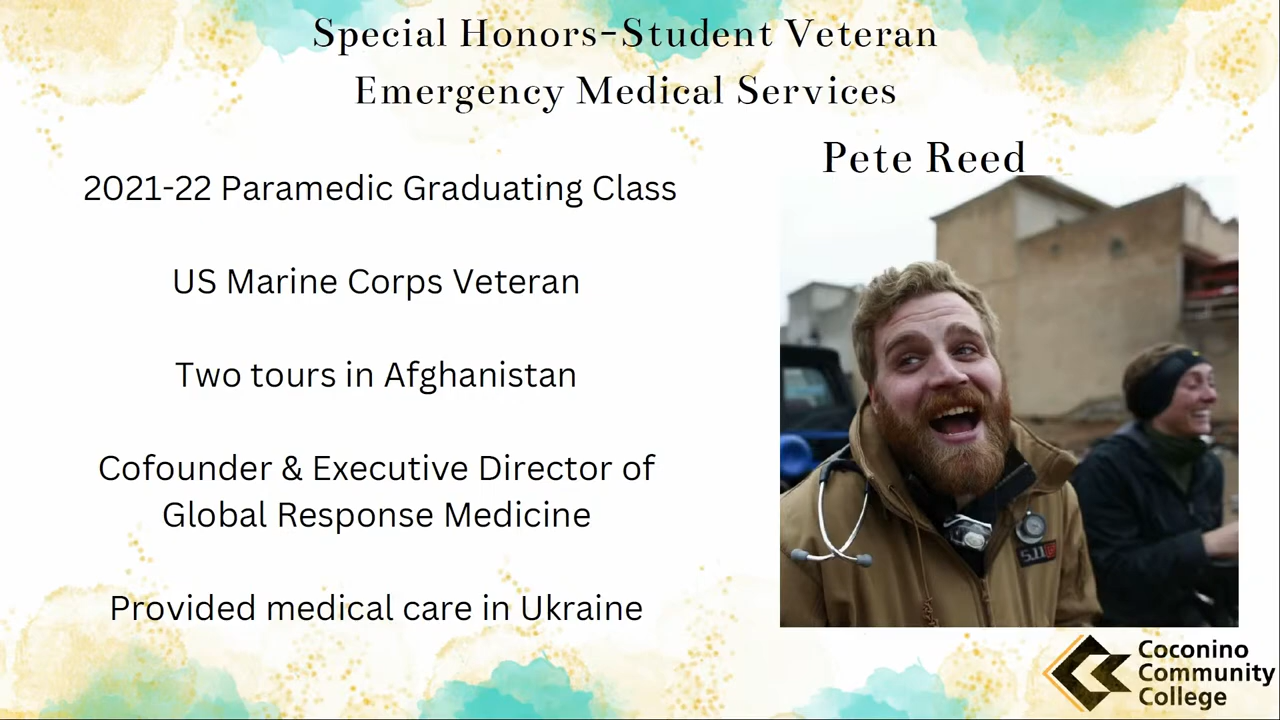 Special Honors-Student Veteran
Emergency Medical Services
Pete Reed
2021-22 Paramedic Graduating Class
US Marine Corps Veteran
Two tours in Afghanistan
Cofounder & Executive Director of
Global Response Medicine
Provided medical care in Ukraine
5.11
Coconino
Community
College